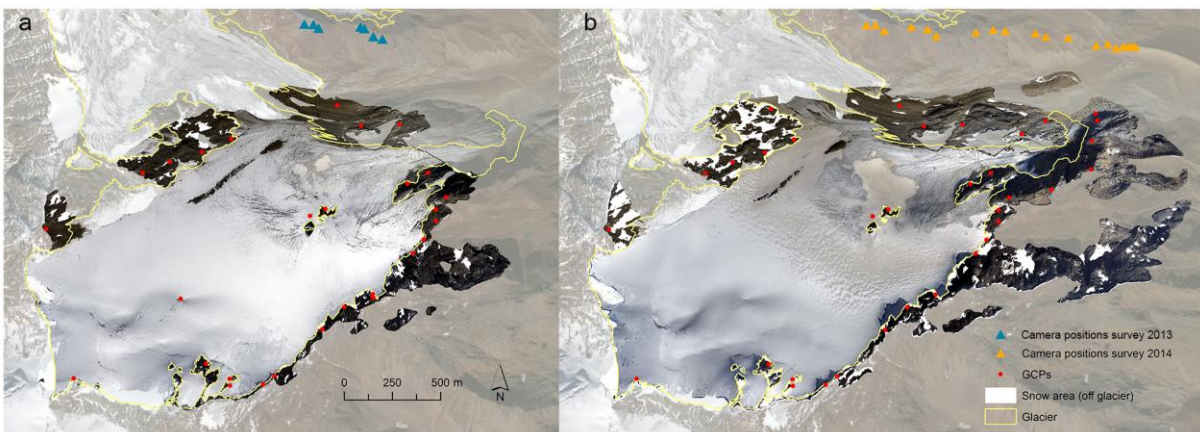 a
b
Camera positions survey 2013
Camera positions survey 2014
GCPs
Snow area (off glacier)
Glacier
0 250 500 m
N